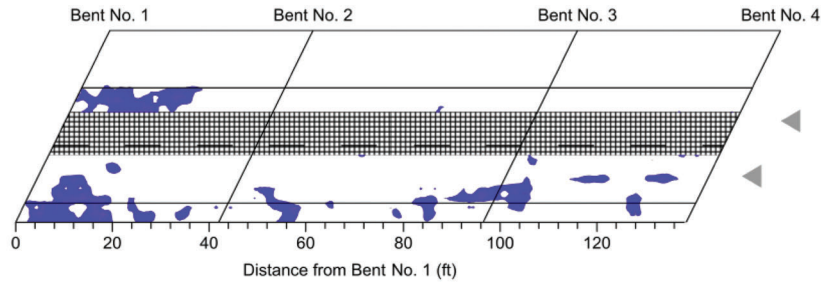 Bent No. 1 Bent No. 2 Bent No. 3 Bent No. 4
0 20 40 60 80 100 120
Distance from Bent No. 1 (ft)